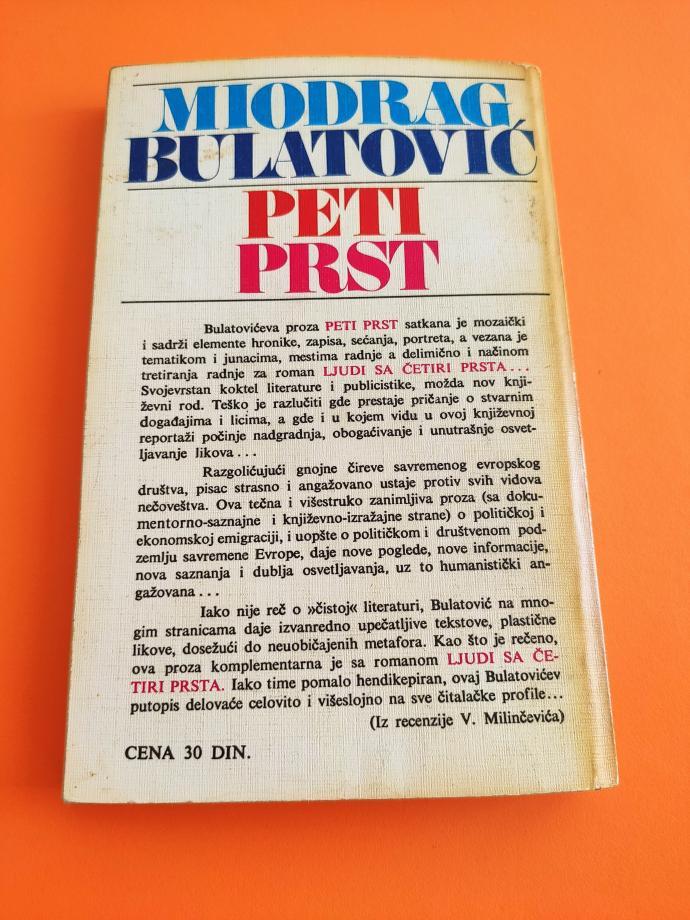 MIODRAG
BULATOVIĆ
PETI
PRST
Bulatovićeva proza PETI PRST satkana je mozaički
i sadrži elemente hronike, zapisa, sećanja, portreta, a vezana je
tematikom i junacima, mestima radnje a delimično i načinom
tretiranja radnje za roman LJUDI SA ČETIRI PRSTA...
Svojevrstan koktel literature i publicistike, možda nov knji-
ževni rod. Teško je razlučiti gde prestaje pričanje o stvarnim
događajima i licima, a gde i u kojem vidu u ovoj književnoj
reportaži počinje nadgradnja, obogaćivanje i unutrašnje osvet-
ljavanje likova...
Razgolićujući gnojne čireve savremenog evropskog
društva, pisac strasno i angažovano ustaje protiv svih vidova
nečoveštva. Ova tečna i višestruko zanimljiva proza (sa doku-
mentorno-saznajne i književno-izražajne strane) o političkoj i
ekonomskoj emigraciji, i uopšte o političkom i društvenom pod-
zemlju savremene Evrope, daje nove poglede, nove informacije,
nova saznanja i dublja osvetljavanja, uz to humanistički an-
gažovana...
Iako nije reč o »čistoj« literaturi, Bulatović na mno-
gim stranicama daje izvanredno upečatljive tekstove, plastične
likove, dosežući do neuobičajenih metafora. Kao što je rečeno,
ova proza komplementarna je sa romanom LJUDI SA ČE-
TIRI PRSTA. Iako time pomalo hendikepiran, ovaj Bulatovićev
putopis delovaće celovito i višeslojno na sve čitalačke profile...
(Iz recenzije V. Milinčevića)
CENA 30 DIN.